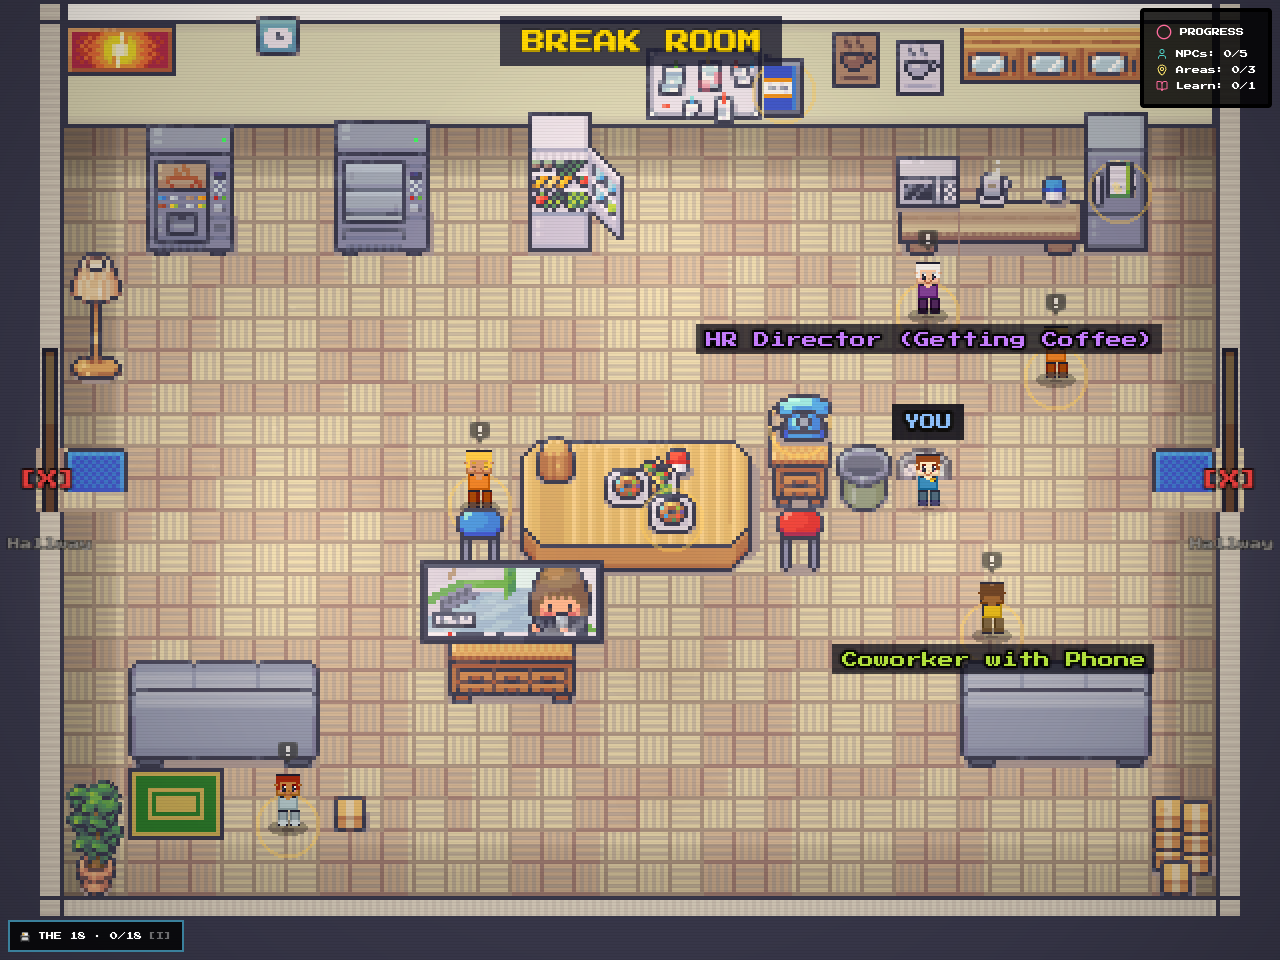 BREAK ROOM
PROGRESS
NPCs: 0/5
Areas: 0/3
Learn: 0/1
HR Director (Getting Coffee)
YOU
[X]
[X]
Hallway
Hallway
Coworker with Phone
THE 18 · 0/18 [I]